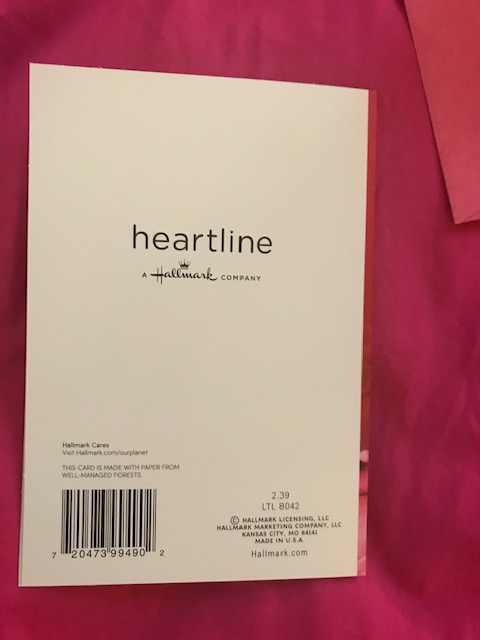 heartline
A Hallmark COMPANY
Hallmark Cares
Visit Hallmark.com/ourplanet
THIS CARD IS MADE WITH PAPER FROM
WELL-MANAGED FORESTS.
7 20473 99490 2
2.39
LTL 8042
© HALLMARK LICENSING, LLC
HALLMARK MARKETING COMPANY, LLC
KANSAS CITY, MO 64141
MADE IN U.S.A.
Hallmark.com